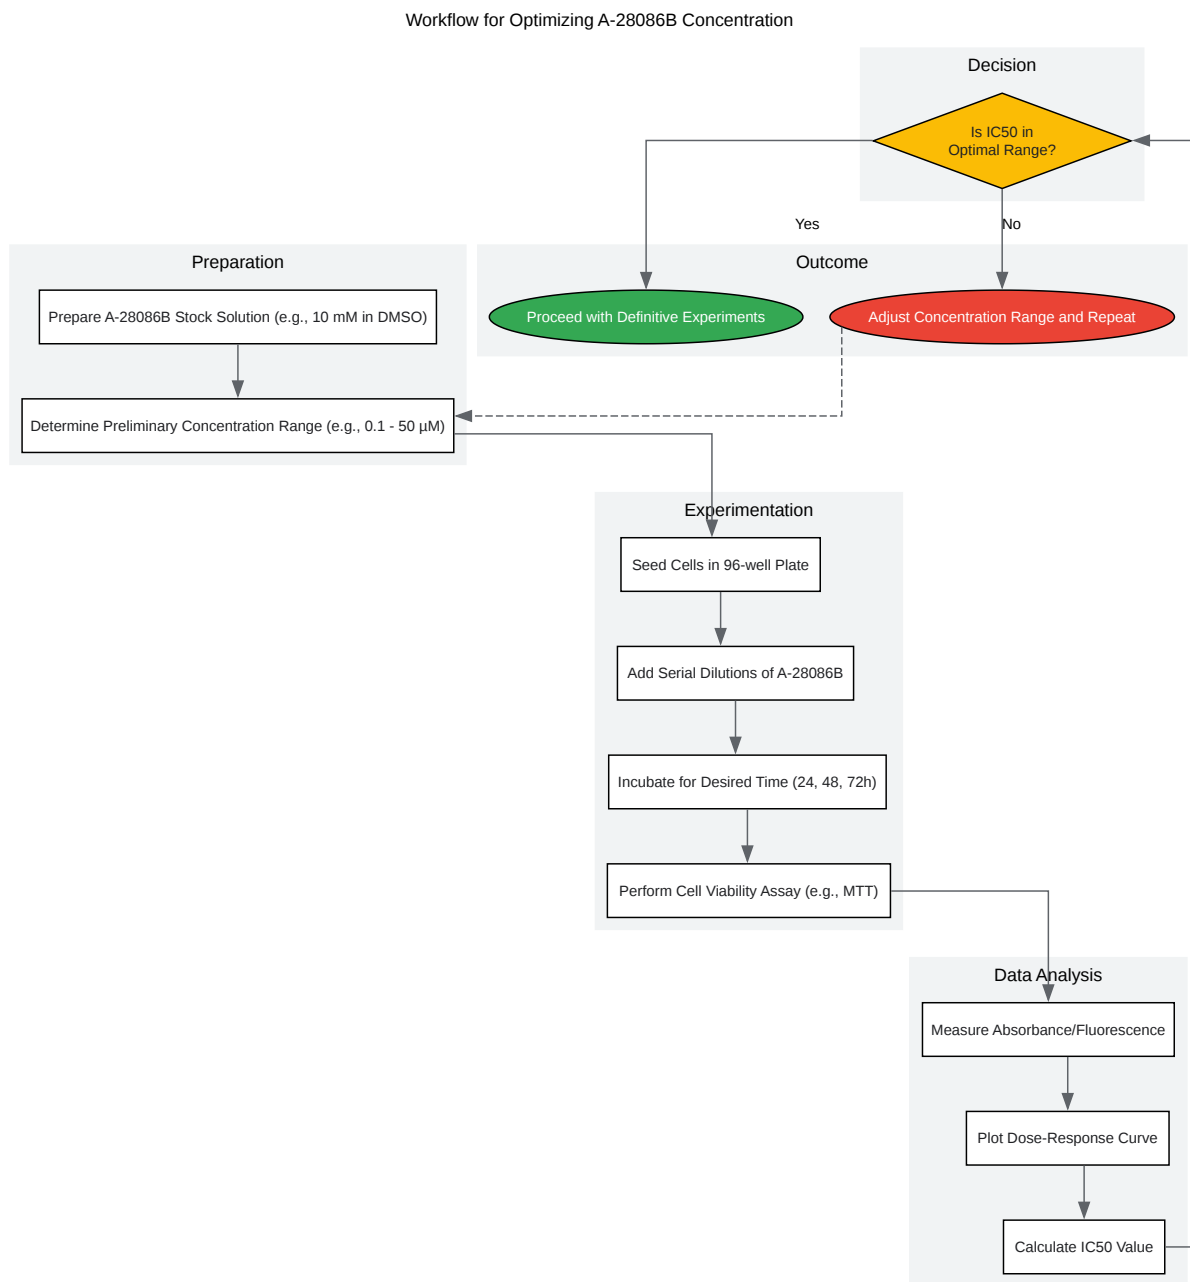 Workflow for Optimizing A-28086B Concentration
Decision
Is IC50 in
Optimal Range?
Yes
No
Preparation
Prepare A-28086B Stock Solution (e.g., 10 mM in DMSO)
Determine Preliminary Concentration Range (e.g., 0.1 - 50 µM)
Outcome
Proceed with Definitive Experiments
Adjust Concentration Range and Repeat
Experimentation
Seed Cells in 96-well Plate
Add Serial Dilutions of A-28086B
Incubate for Desired Time (24, 48, 72h)
Perform Cell Viability Assay (e.g., MTT)
Data Analysis
Measure Absorbance/Fluorescence
Plot Dose-Response Curve
Calculate IC50 Value